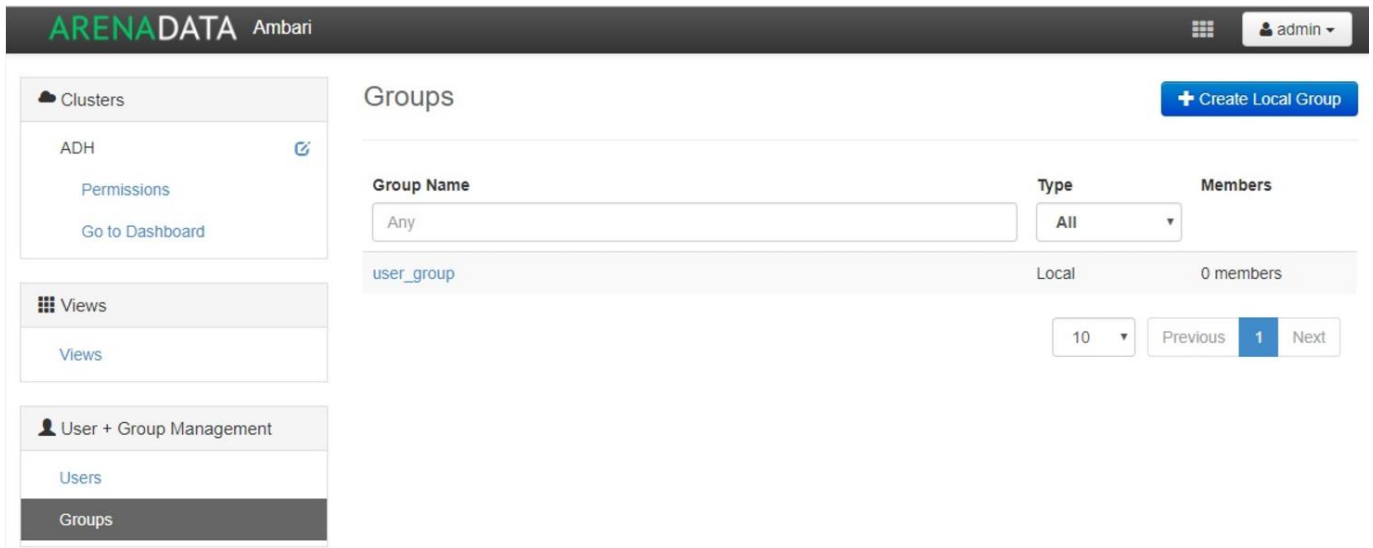 ARENADATA Ambari
admin
Clusters
ADH
Permissions
Go to Dashboard
Views
Views
User + Group Management
Users
Groups
Groups
Create Local Group
Group Name Type Members
Any All
user_group Local 0 members
10 Previous 1 Next